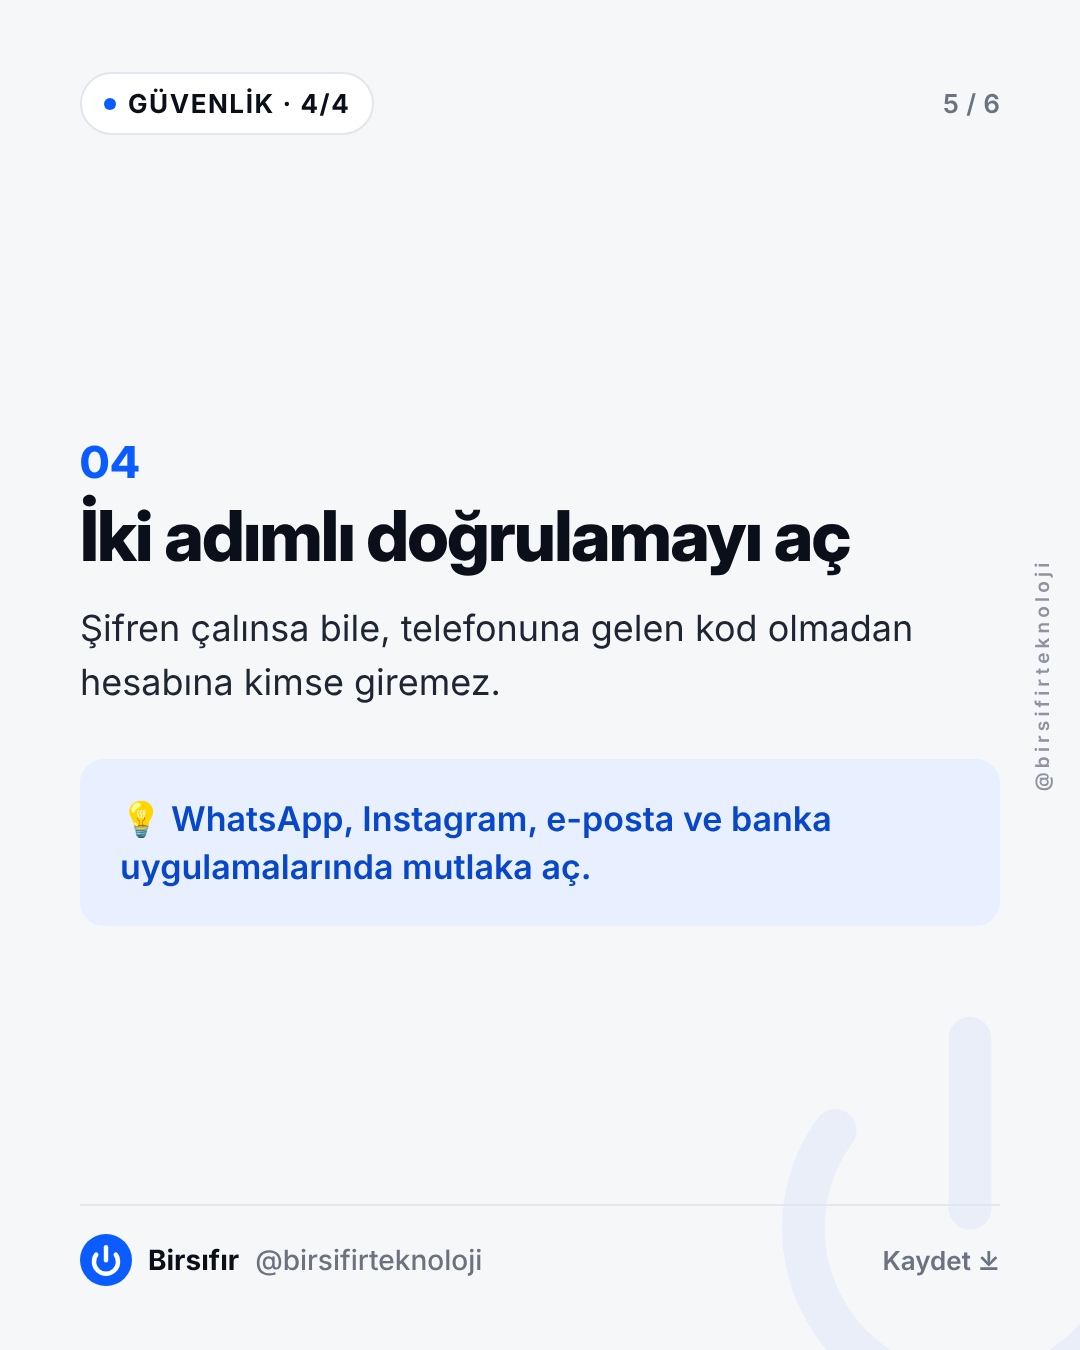 GÜVENLİK · 4/4
5 / 6
04
İki adımlı doğrulamayı aç
Şifren çalınsa bile, telefonuna gelen kod olmadan
hesabına kimse giremez.
💡 WhatsApp, Instagram, e-posta ve banka
uygulamalarında mutlaka aç.
@birsifirteknoloji
Birsıfır @birsifirteknoloji
Kaydet